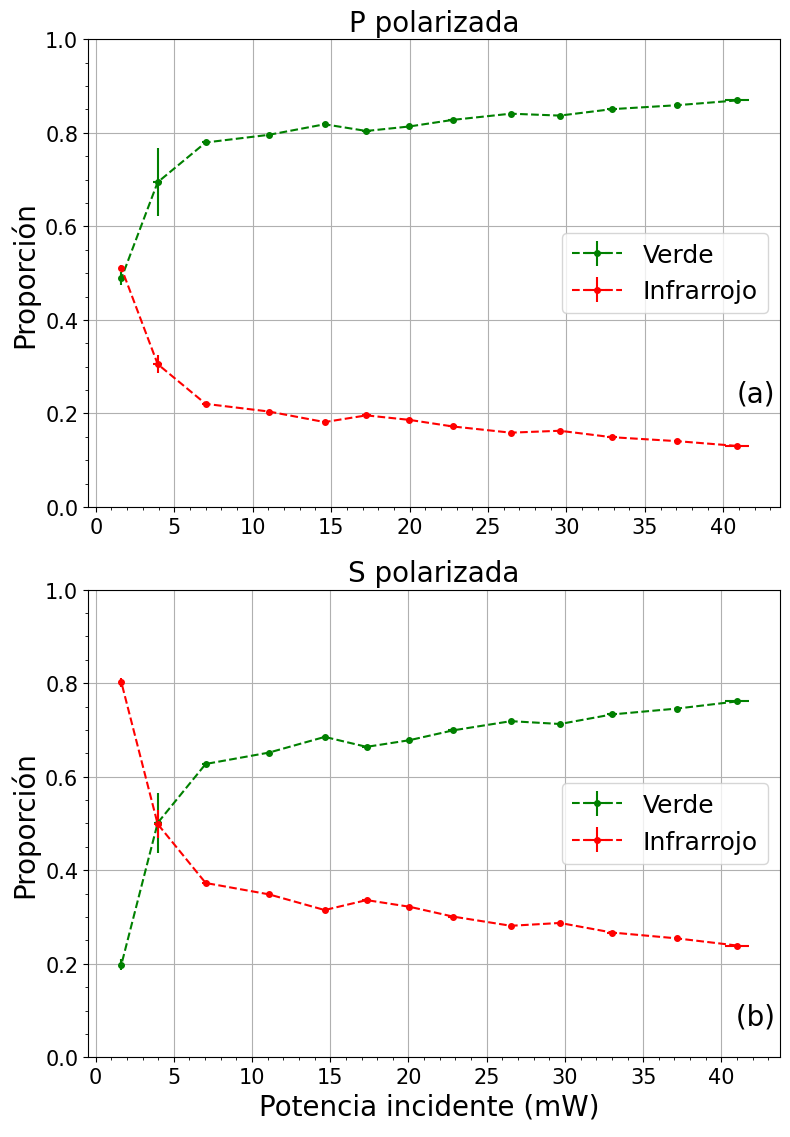 P polarizada
1.0
0.8
0.6
0.4
0.2
0.0
Proporción
Verde
Infrarrojo
(a)
0 5 10 15 20 25 30 35 40
S polarizada
1.0
0.8
0.6
0.4
0.2
0.0
Proporción
Verde
Infrarrojo
(b)
0 5 10 15 20 25 30 35 40
Potencia incidente (mW)